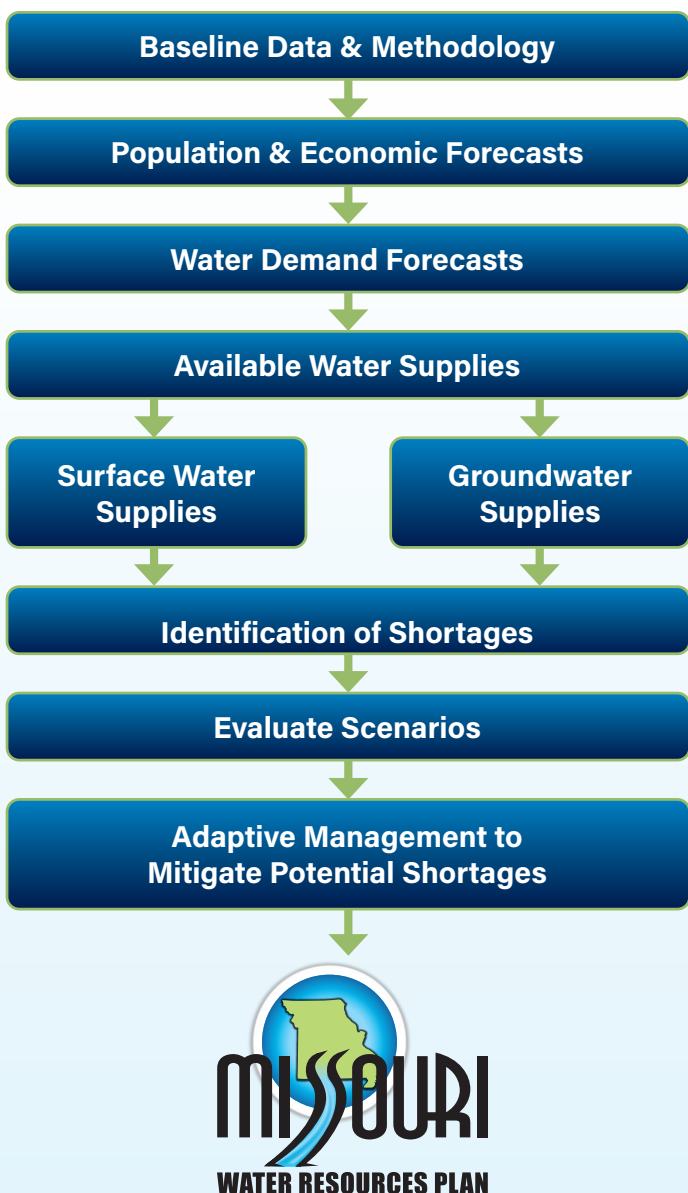 Baseline Data & Methodology
Population & Economic Forecasts
Water Demand Forecasts
Available Water Supplies
Surface Water
Supplies
Groundwater
Supplies
Identification of Shortages
Evaluate Scenarios
Adaptive Management to
Mitigate Potential Shortages
MISSOURI
WATER RESOURCES PLAN